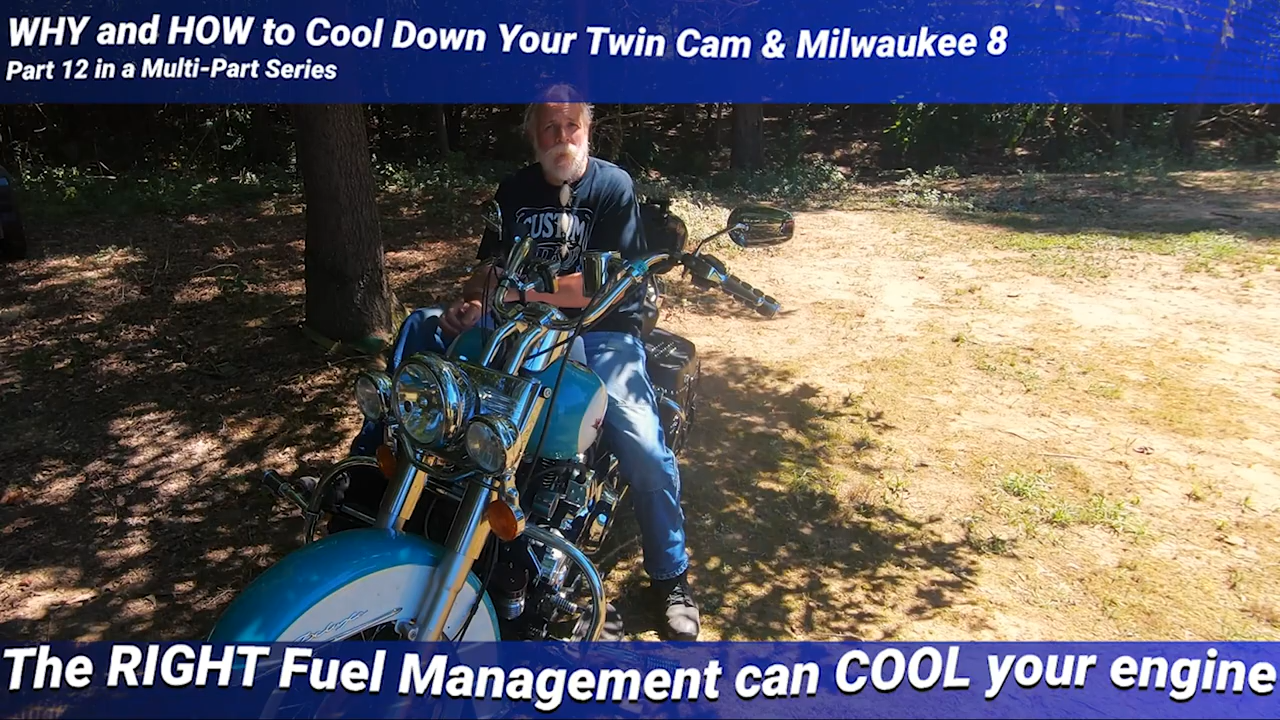 WHY and HOW to Cool Down Your Twin Cam & Milwaukee 8
Part 12 in a Multi-Part Series
CUSTOM
The RIGHT Fuel Management can COOL your engine